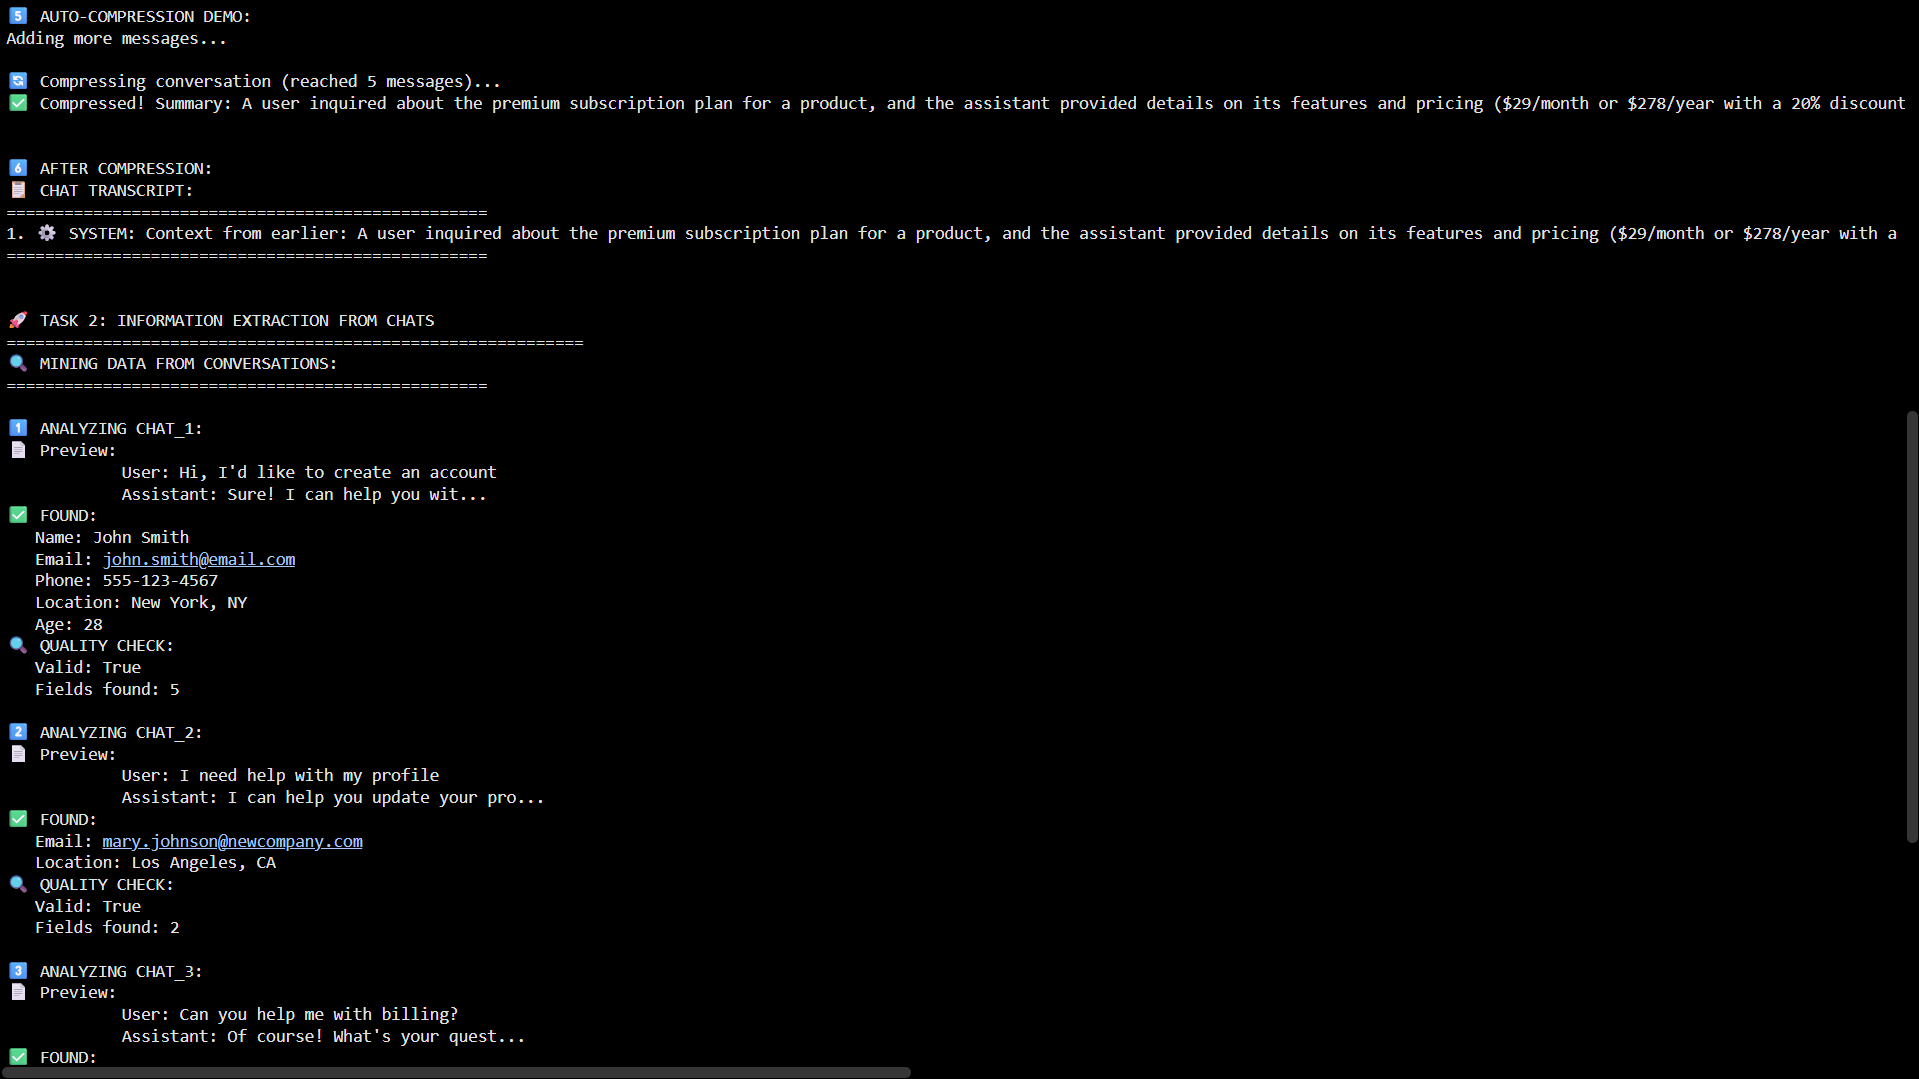 5️⃣ AUTO-COMPRESSION DEMO:
Adding more messages...
🔄 Compressing conversation (reached 5 messages)...
✅ Compressed! Summary: A user inquired about the premium subscription plan for a product, and the assistant provided details on its features and pricing ($29/month or $278/year with a 20% discount
6️⃣ AFTER COMPRESSION:
📋 CHAT TRANSCRIPT:
==================================================
1. ⚙️ SYSTEM: Context from earlier: A user inquired about the premium subscription plan for a product, and the assistant provided details on its features and pricing ($29/month or $278/year with a
==================================================
🚀 TASK 2: INFORMATION EXTRACTION FROM CHATS
============================================================
🔍 MINING DATA FROM CONVERSATIONS:
==================================================
1️⃣ ANALYZING CHAT_1:
📄 Preview:
User: Hi, I'd like to create an account
Assistant: Sure! I can help you wit...
✅ FOUND:
Name: John Smith
Email: john.smith@email.com
Phone: 555-123-4567
Location: New York, NY
Age: 28
🔍 QUALITY CHECK:
Valid: True
Fields found: 5
2️⃣ ANALYZING CHAT_2:
📄 Preview:
User: I need help with my profile
Assistant: I can help you update your pro...
✅ FOUND:
Email: mary.johnson@newcompany.com
Location: Los Angeles, CA
🔍 QUALITY CHECK:
Valid: True
Fields found: 2
3️⃣ ANALYZING CHAT_3:
📄 Preview:
User: Can you help me with billing?
Assistant: Of course! What's your quest...
✅ FOUND: